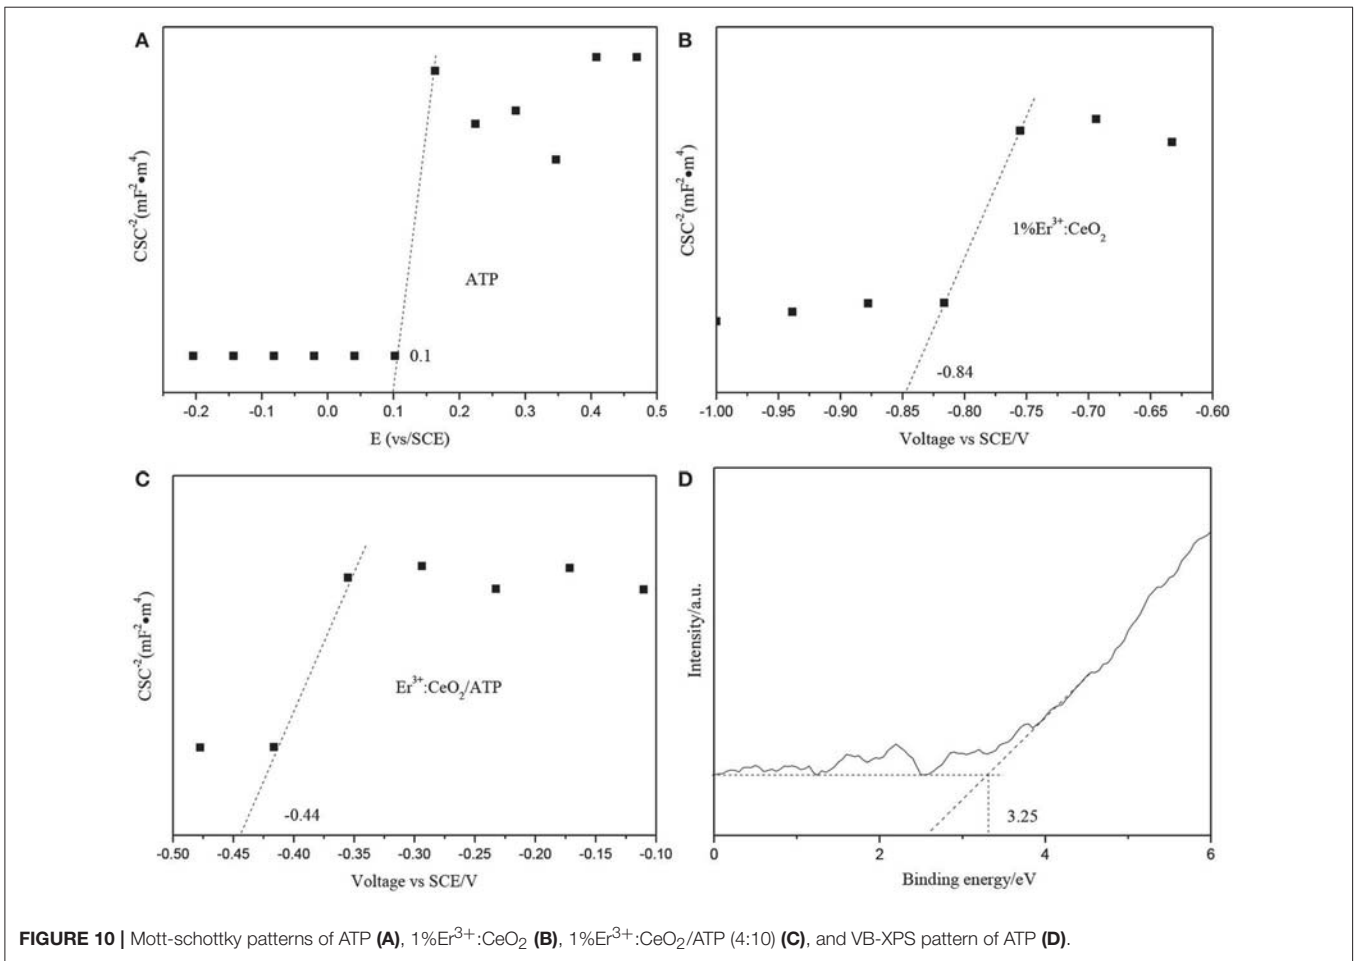 A
CSC⁻²(mF²•m⁴)
ATP
0.1
-0.2 -0.1 0.0 0.1 0.2 0.3 0.4 0.5
E (vs/SCE)
B
CSC⁻²(mF²•m⁴)
1%Er³⁺:CeO₂
-0.84
-1.00 -0.95 -0.90 -0.85 -0.80 -0.75 -0.70 -0.65 -0.60
Voltage vs SCE/V
C
CSC⁻²(mF²•m⁴)
Er³⁺:CeO₂/ATP
-0.44
-0.50 -0.45 -0.40 -0.35 -0.30 -0.25 -0.20 -0.15 -0.10
Voltage vs SCE/V
D
Intensity/a.u.
3.25
0 2 4 6
Binding energy/eV
FIGURE 10 | Mott-schottky patterns of ATP (A), 1%Er³⁺:CeO₂ (B), 1%Er³⁺:CeO₂/ATP (4:10) (C), and VB-XPS pattern of ATP (D).